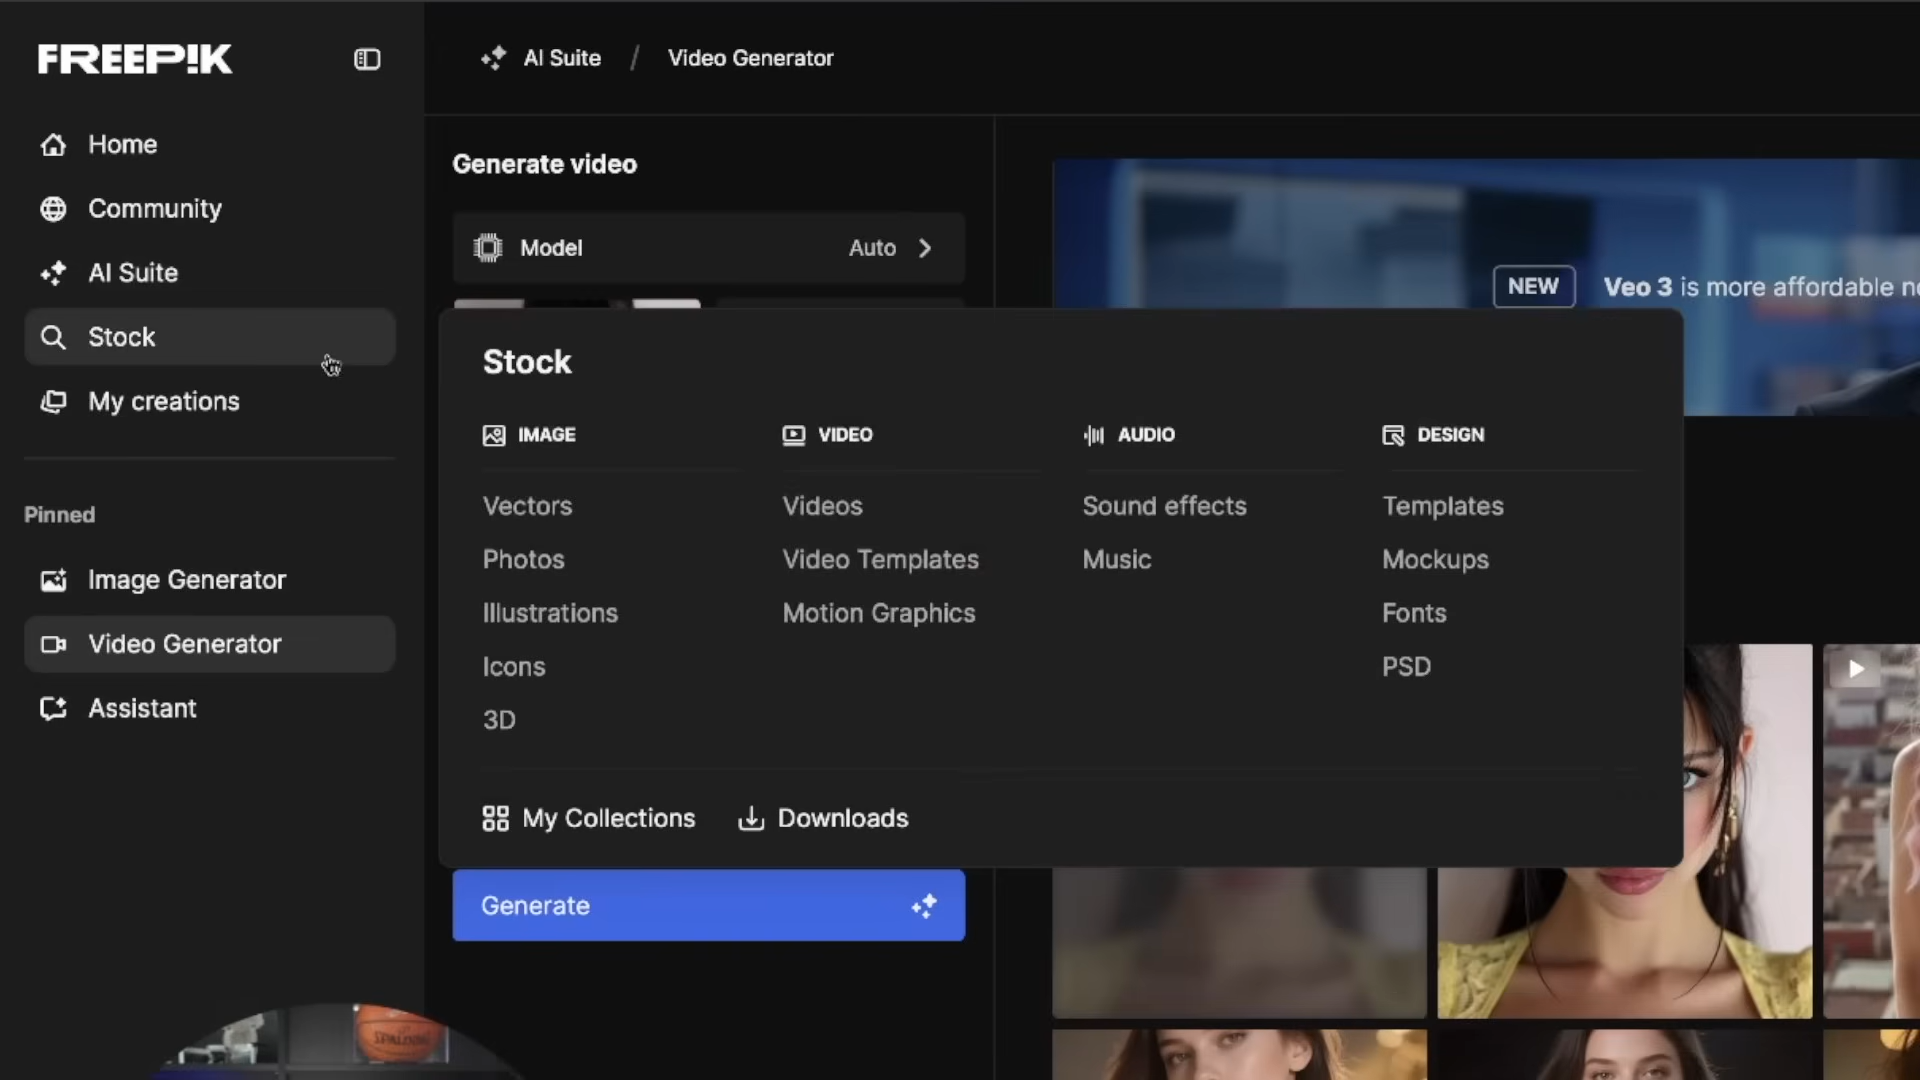 FREEP!K
Home
Community
AI Suite
Stock
My creations
Pinned
Image Generator
Video Generator
Assistant
AI Suite / Video Generator
Generate video
Model Auto
NEW Veo 3 is more affordable
Stock
IMAGE
Vectors
Photos
Illustrations
Icons
3D
VIDEO
Videos
Video Templates
Motion Graphics
AUDIO
Sound effects
Music
DESIGN
Templates
Mockups
Fonts
PSD
My Collections
Downloads
Generate
SPALDING